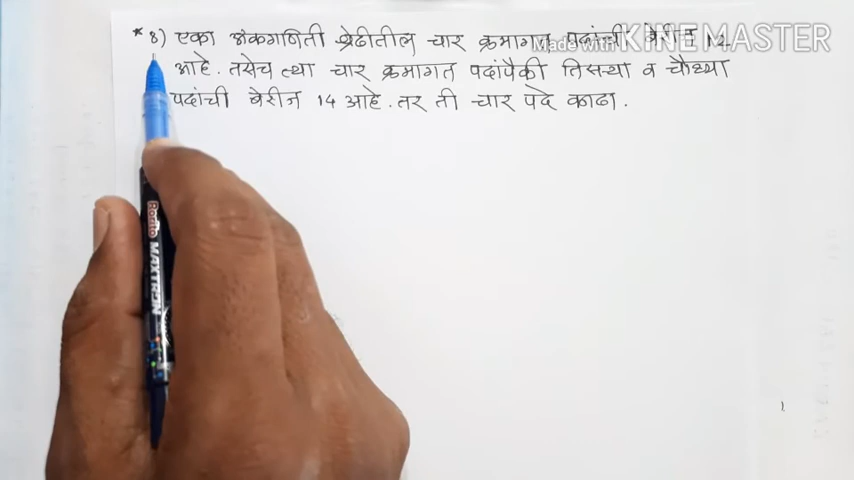 * 8) एका अंकगणिती श्रेढीतील चार क्रमागत पदांची बेरीज 12
आहे. तसेच त्या चार क्रमागत पदांपैकी तिसऱ्या व चौथ्या
पदांची बेरीज 14 आहे. तर ती चार पदे काढा.
Made with KINEMASTER
Rorito MAXTRON